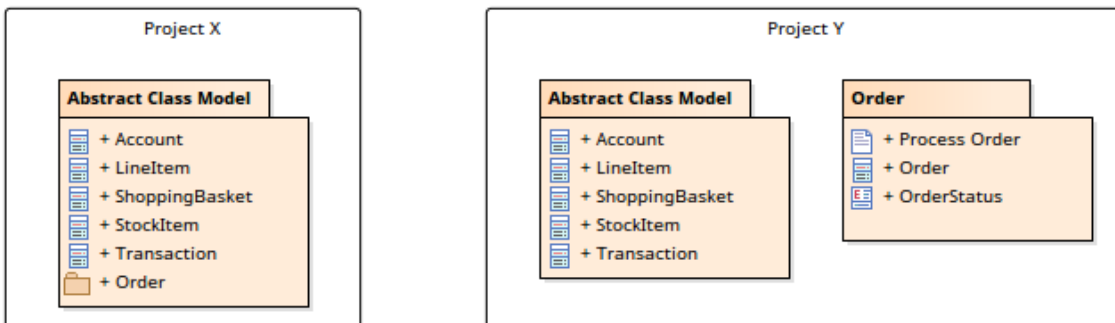 Project X
Abstract Class Model
+ Account
+ LineItem
+ ShoppingBasket
+ StockItem
+ Transaction
+ Order
Project Y
Abstract Class Model
+ Account
+ LineItem
+ ShoppingBasket
+ StockItem
+ Transaction
Order
+ Process Order
+ Order
E
+ OrderStatus